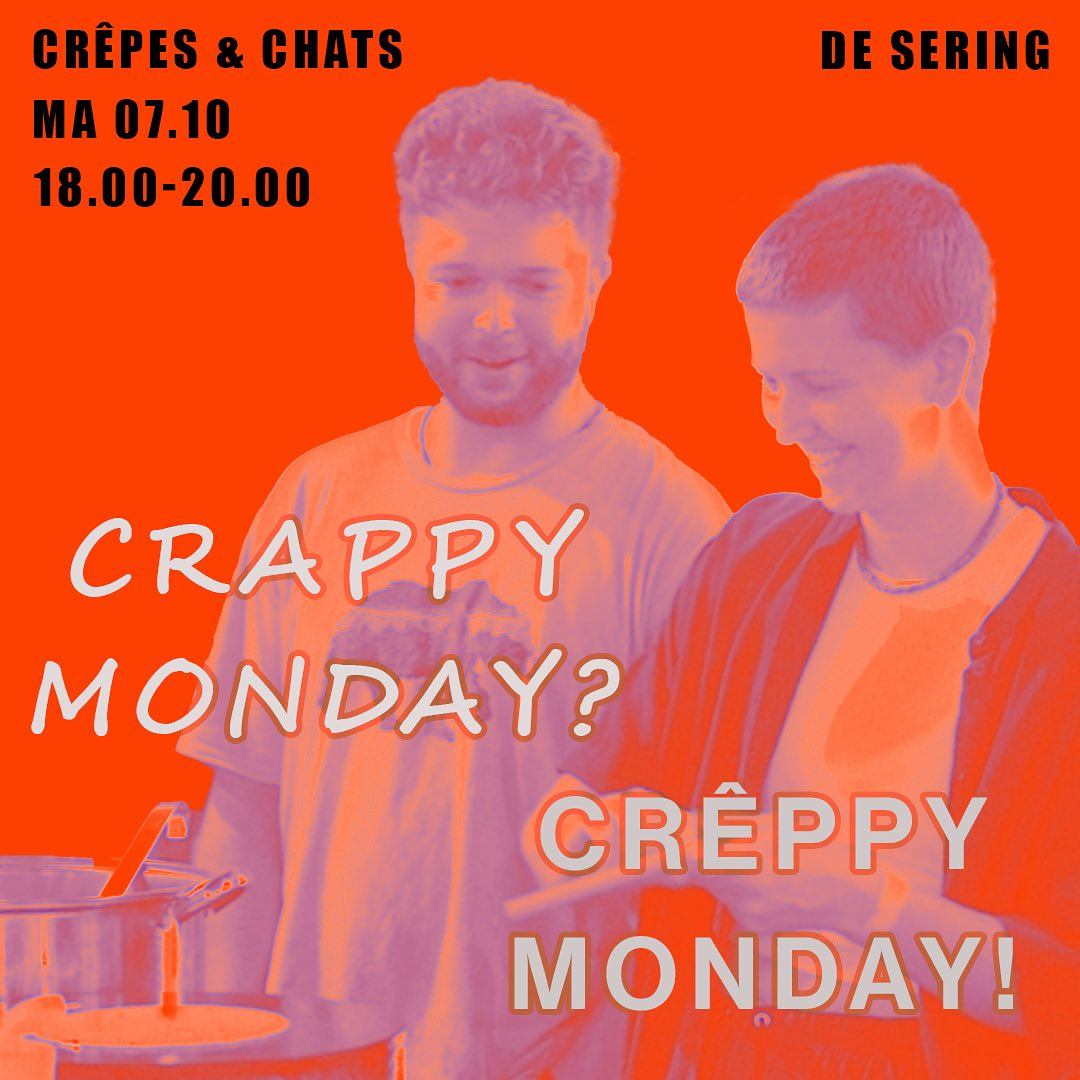 CRÊPES & CHATS
MA 07.10
18.00-20.00
DE SERING
CRAPPY
MONDAY?
CRÊPPY
MONDAY!